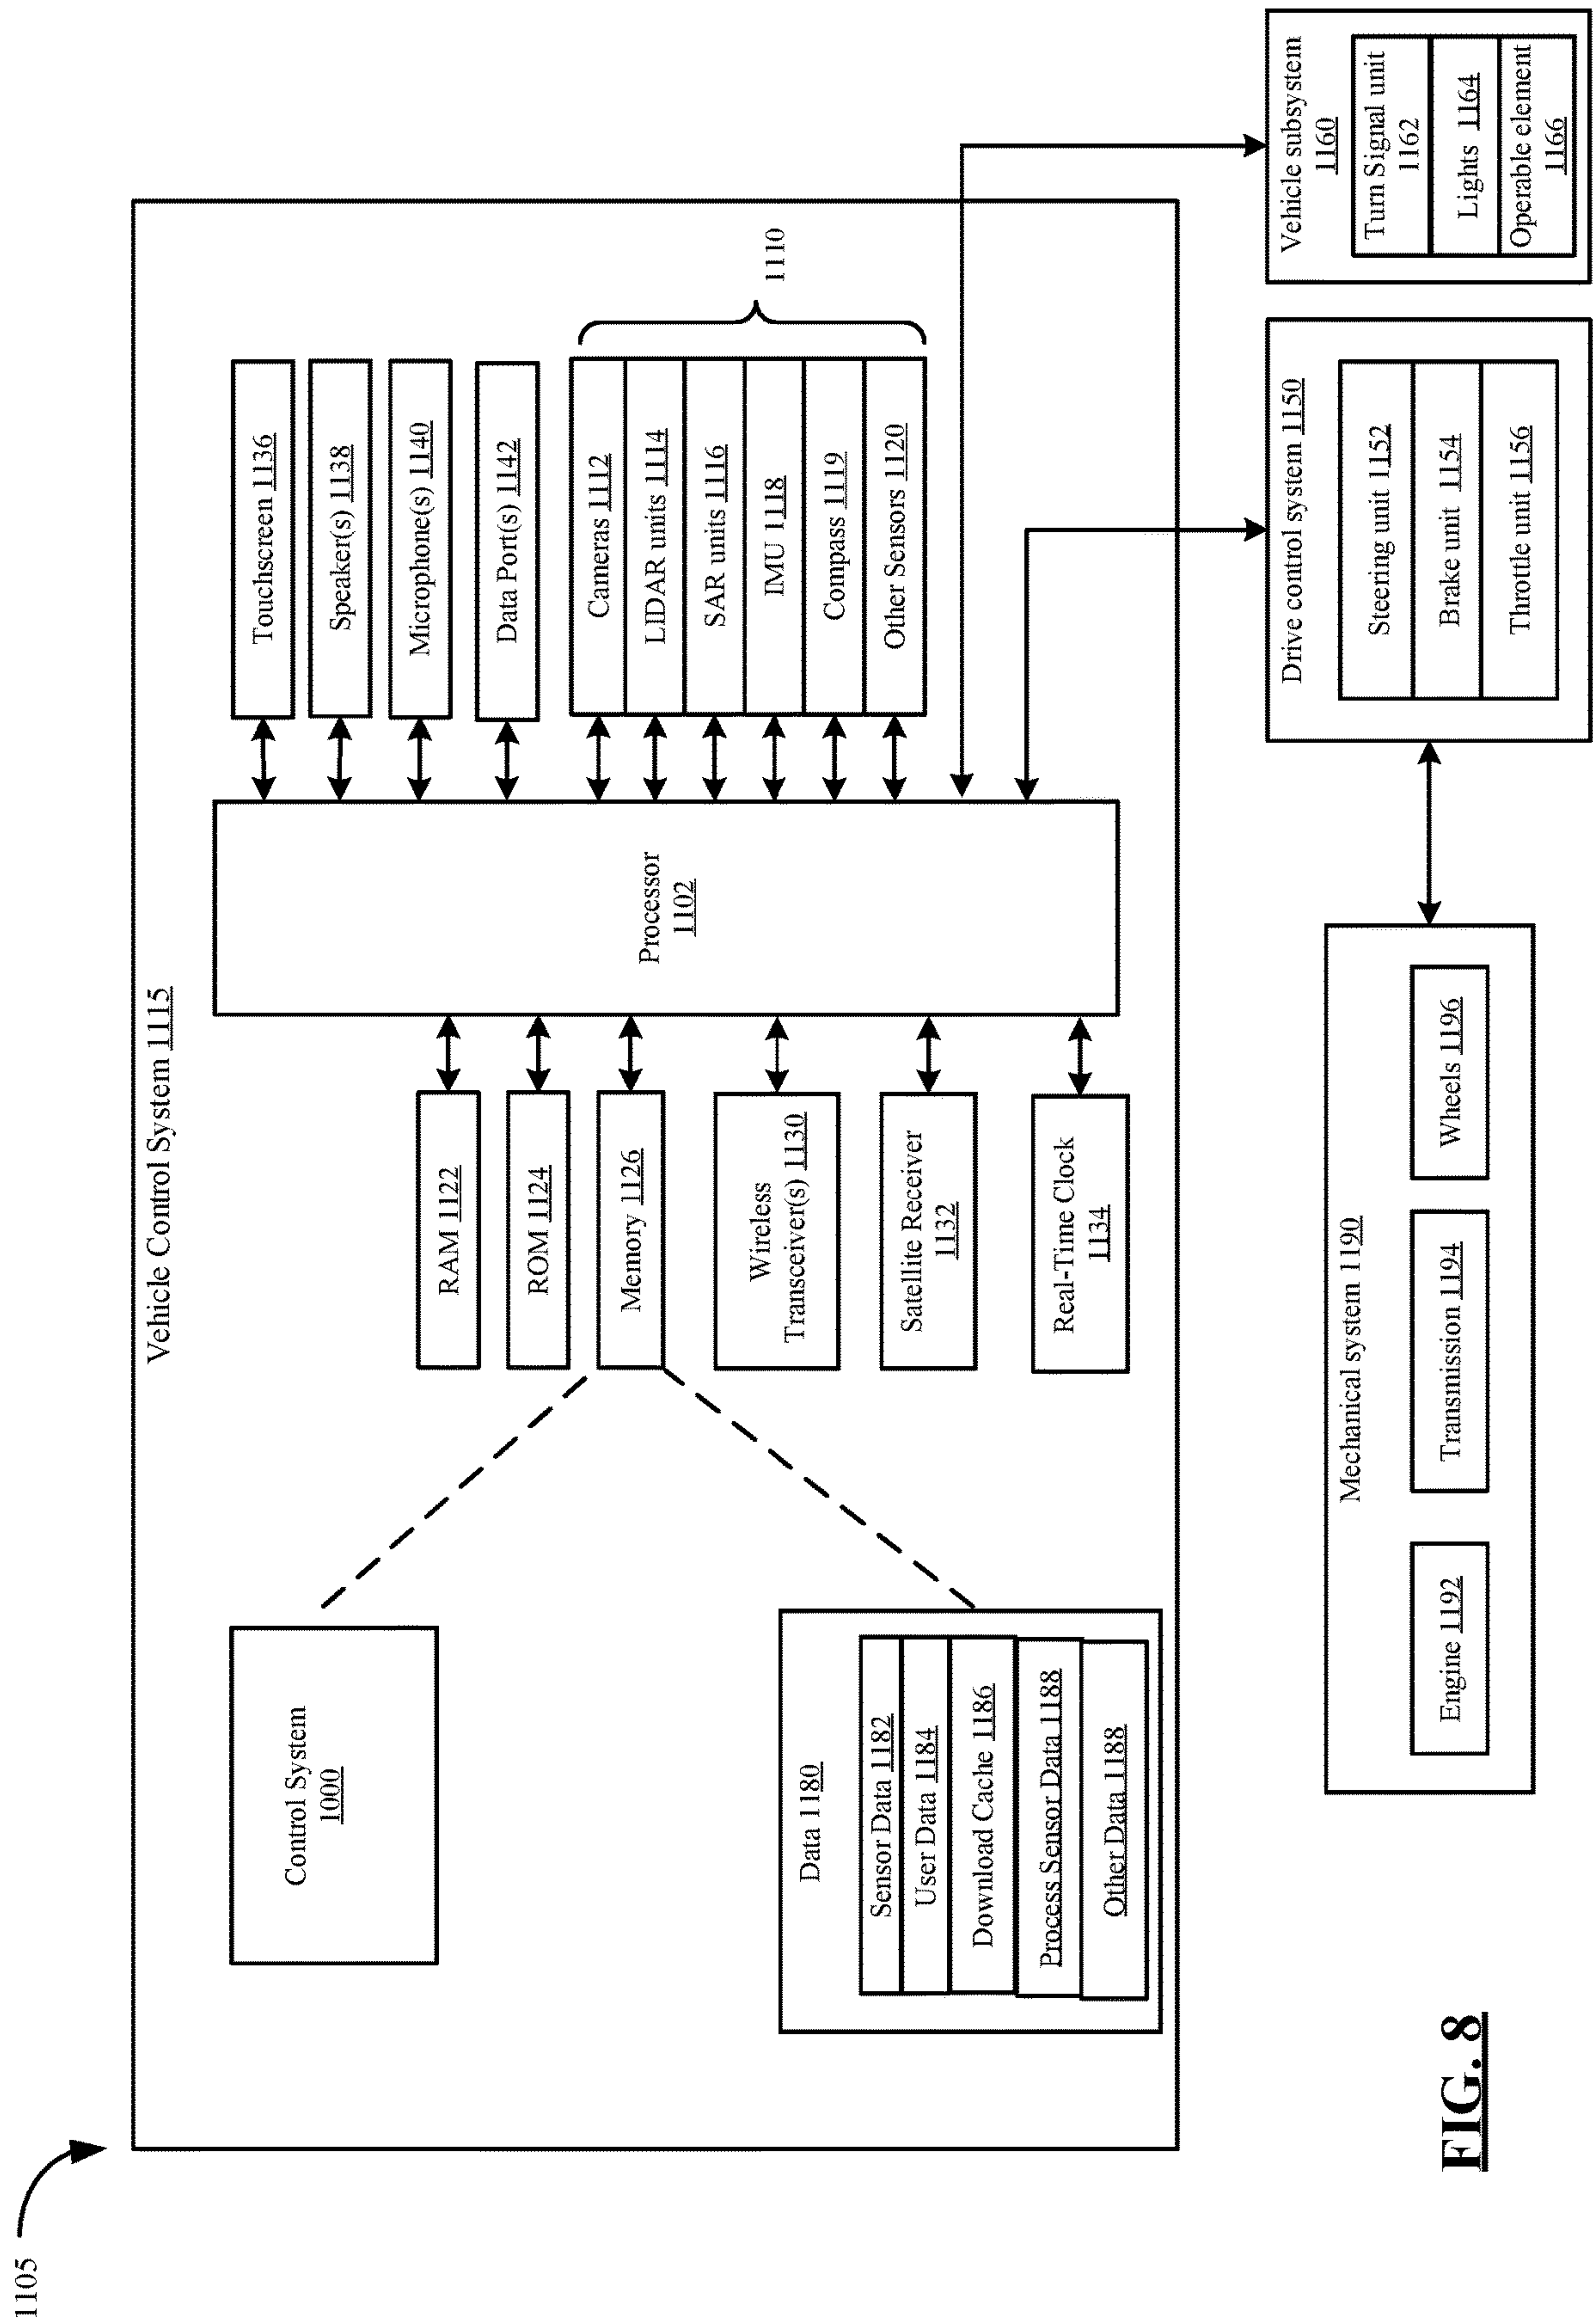 1105
Vehicle Control System 1115
Control System
1000
Data 1180
Sensor Data 1182
User Data 1184
Download Cache 1186
Process Sensor Data 1188
Other Data 1188
RAM 1122
ROM 1124
Memory 1126
Wireless
Transceiver(s) 1130
Satellite Receiver
1132
Real-Time Clock
1134
Processor
1102
Touchscreen 1136
Speaker(s) 1138
Microphone(s) 1140
Data Port(s) 1142
Cameras 1112
LIDAR units 1114
SAR units 1116
IMU 1118
Compass 1119
Other Sensors 1120
1110
Mechanical system 1190
Engine 1192
Transmission 1194
Wheels 1196
Drive control system 1150
Steering unit 1152
Brake unit 1154
Throttle unit 1156
Vehicle subsystem
1160
Turn Signal unit
1162
Lights 1164
Operable element
1166
FIG. 8